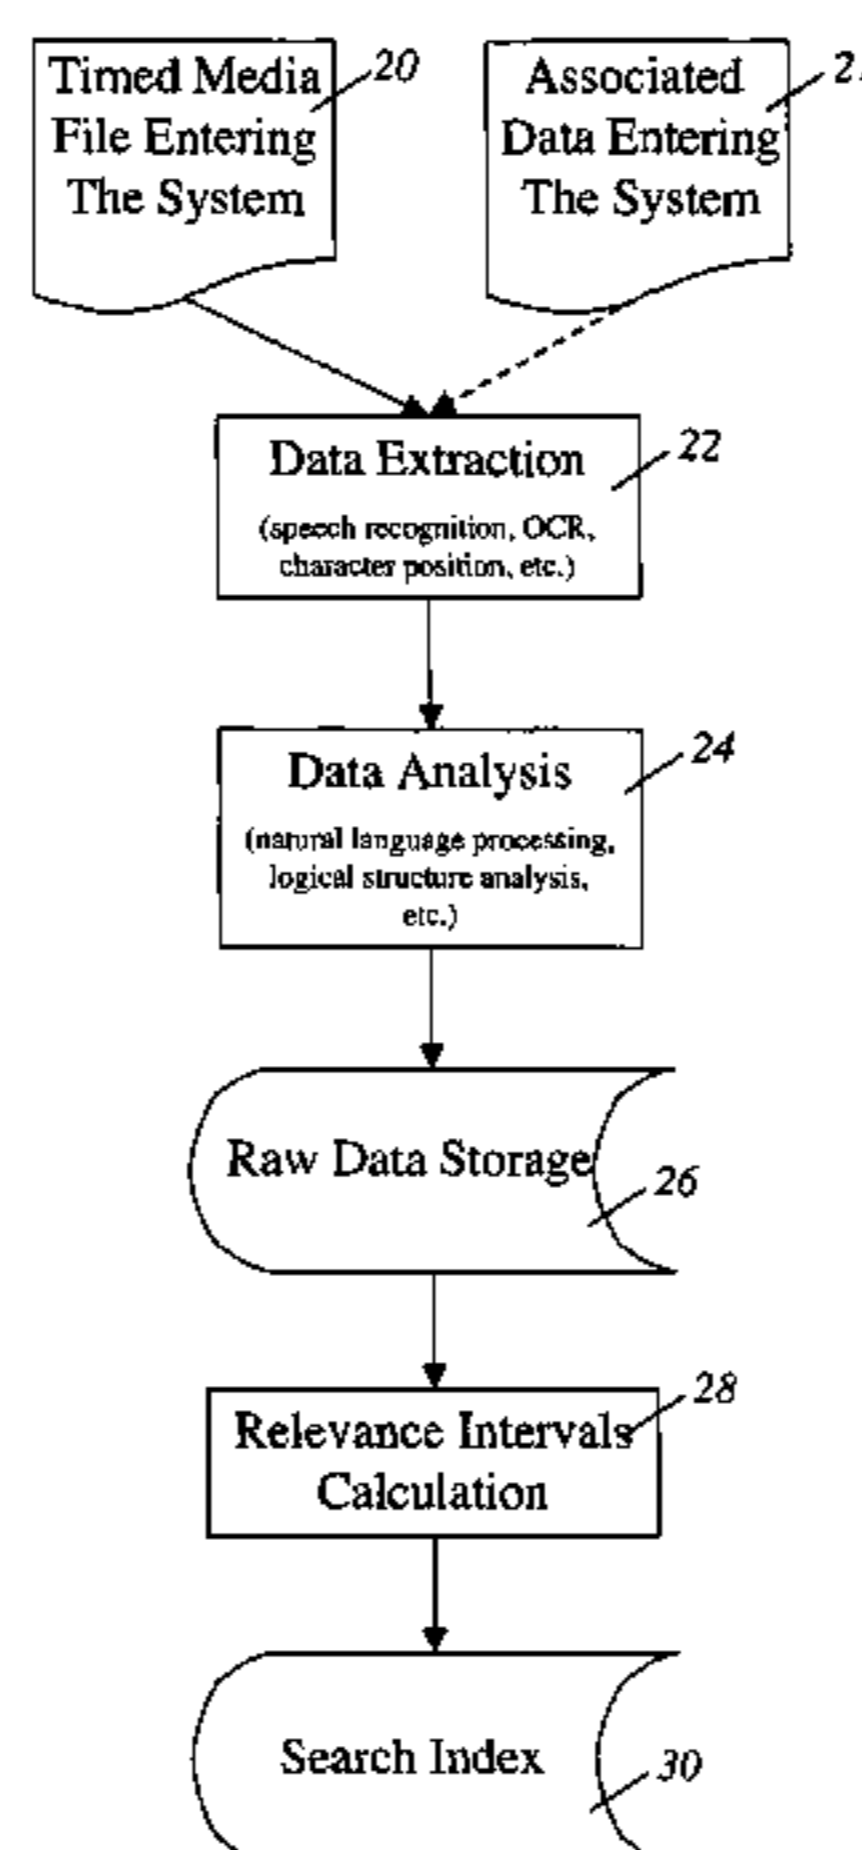 Timed Media
File Entering
The System
20
Associated
Data Entering
The System
Data Extraction
(speech recognition, OCR,
character position, etc.)
22
Data Analysis
(natural language processing,
logical structure analysis,
etc.)
24
Raw Data Storage
26
Relevance Intervals
Calculation
28
Search Index
30